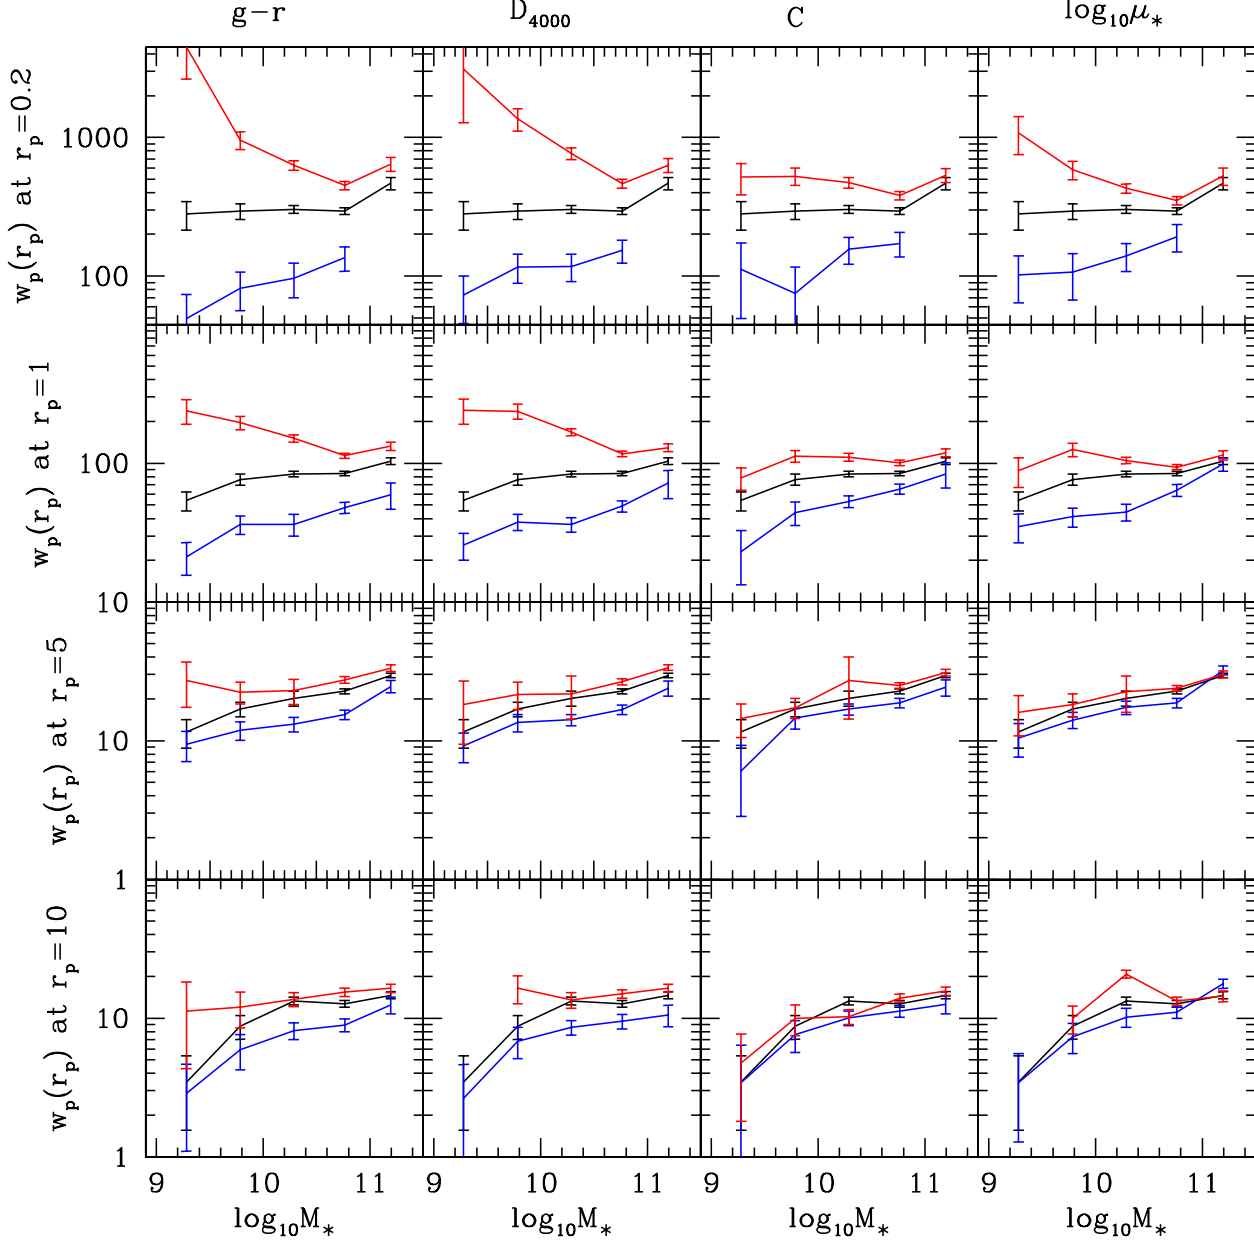 g−r D₄₀₀₀ C log₁₀μ*
wₚ(rₚ) at rₚ=0.2
1000
100
wₚ(rₚ) at rₚ=1
100
10
wₚ(rₚ) at rₚ=5
10
1
wₚ(rₚ) at rₚ=10
10
1
9 10 11 9 10 11 9 10 11 9 10 11
log₁₀M* log₁₀M* log₁₀M* log₁₀M*